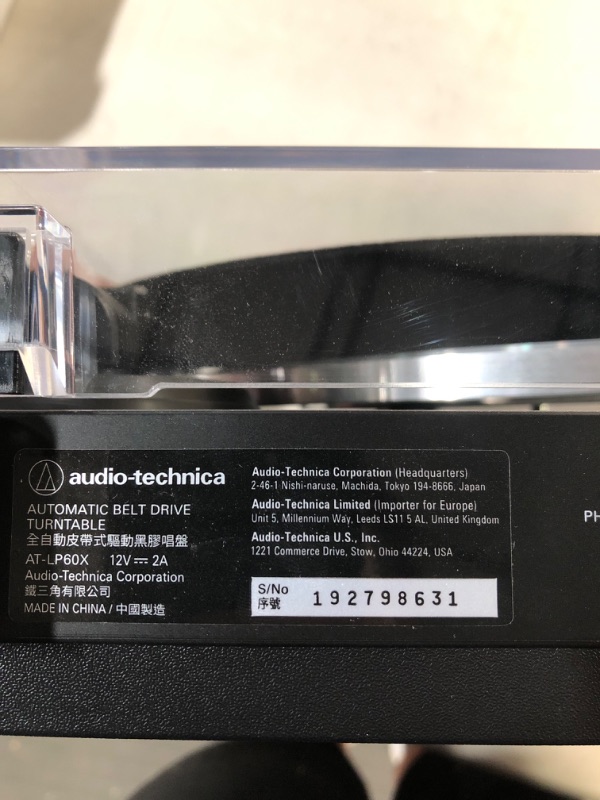 audio-technica
AUTOMATIC BELT DRIVE
TURNTABLE
全自動皮帶式驅動黑膠唱盤
AT-LP60X 12V⎓2A
Audio-Technica Corporation
鐵三角有限公司
MADE IN CHINA / 中國製造
Audio-Technica Corporation (Headquarters)
2-46-1 Nishi-naruse, Machida, Tokyo 194-8666, Japan
Audio-Technica Limited (Importer for Europe)
Unit 5, Millennium Way, Leeds LS11 5 AL, United Kingdom
Audio-Technica U.S., Inc.
1221 Commerce Drive, Stow, Ohio 44224, USA
S/No
序號
192798631
PH